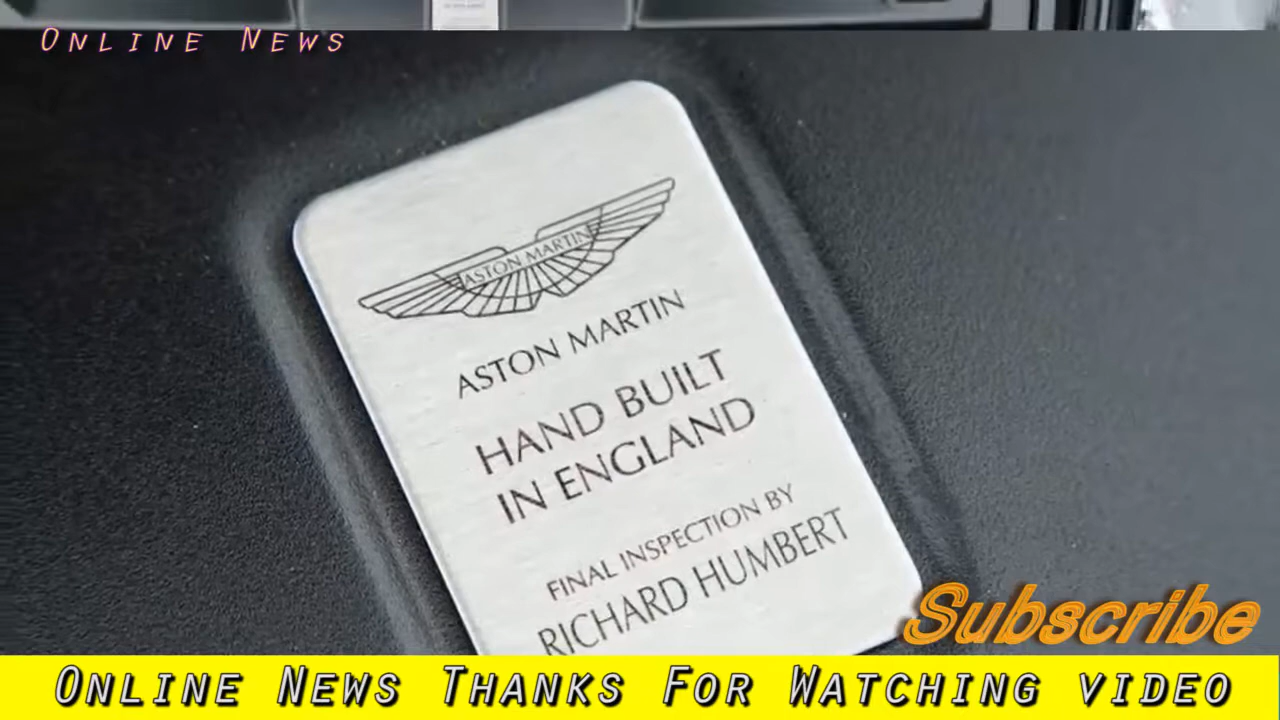 Online News
ASTON MARTIN
ASTON MARTIN
HAND BUILT
IN ENGLAND
FINAL INSPECTION BY
RICHARD HUMBERT
Subscribe
Online News Thanks For Watching video